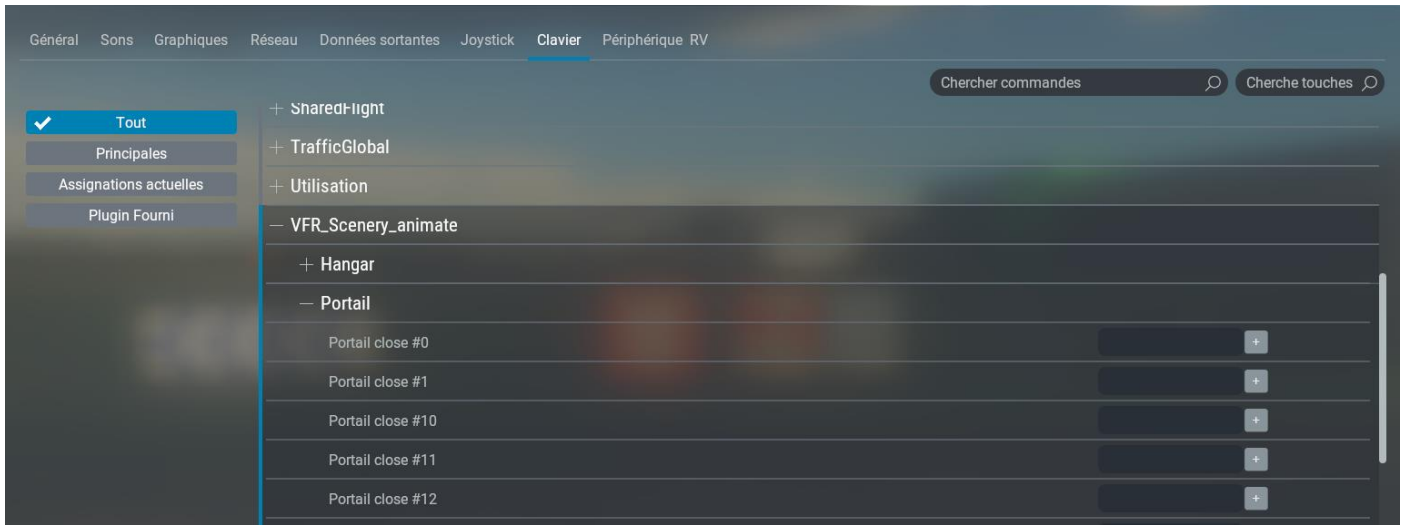 Général Sons Graphiques Réseau Données sortantes Joystick Clavier Périphérique RV
Chercher commandes Cherche touches
Tout
Principales
Assignations actuelles
Plugin Fourni
+ SharedFlight
+ TrafficGlobal
+ Utilisation
— VFR_Scenery_animate
+ Hangar
— Portail
Portail close #0 +
Portail close #1 +
Portail close #10 +
Portail close #11 +
Portail close #12 +